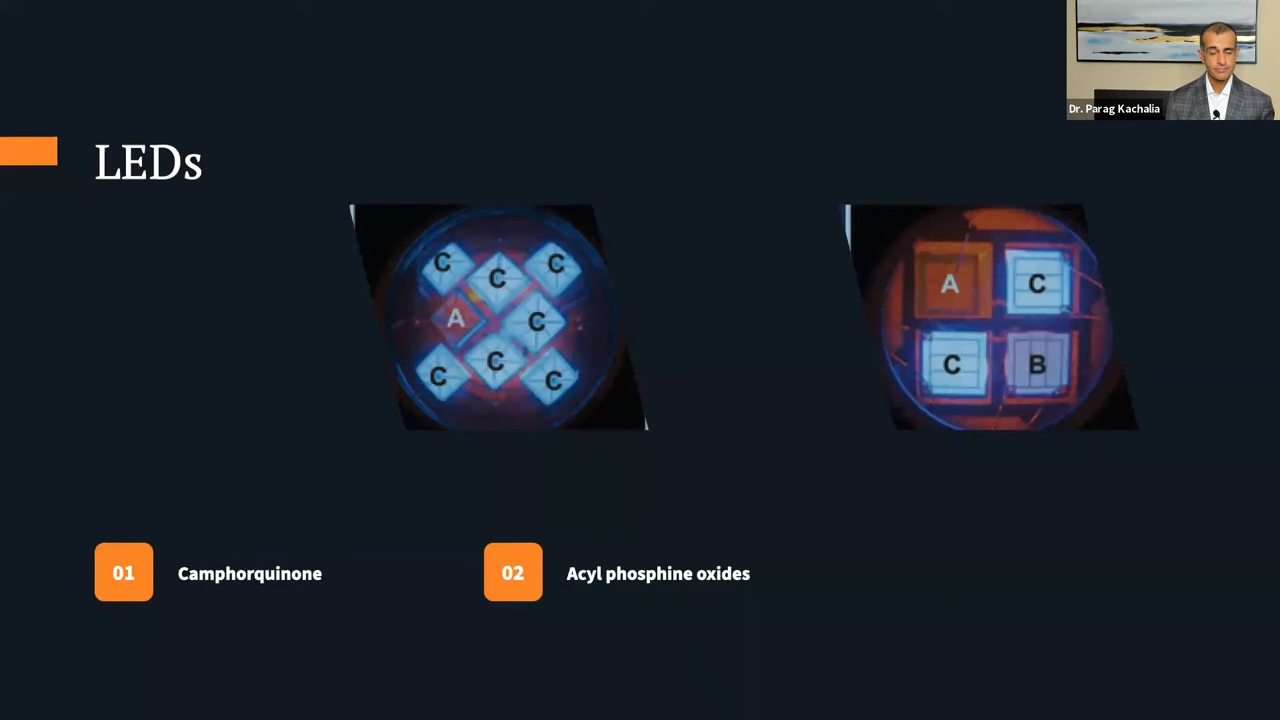 Dr. Parag Kachalia
LEDs
C
C
C
A
C
C
C
C
A
C
C
B
01 Camphorquinone
02 Acyl phosphine oxides